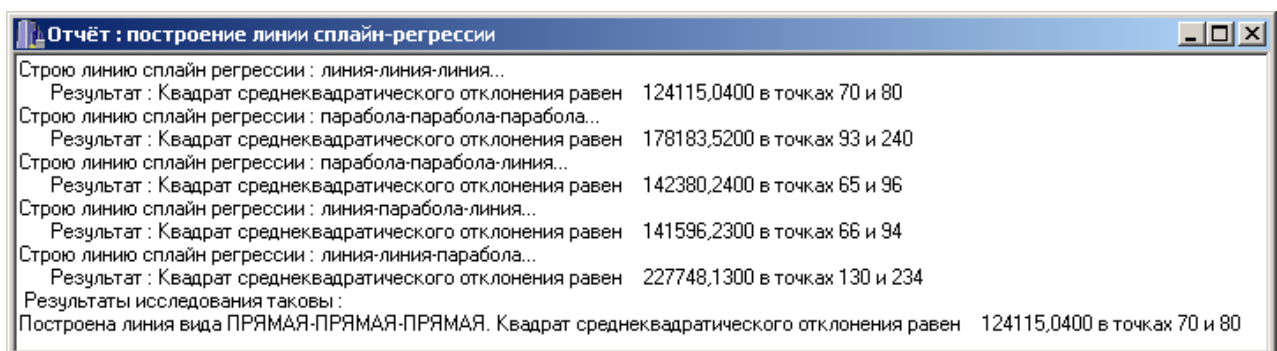 Отчёт : построение линии сплайн-регрессии
Строю линию сплайн регрессии : линия-линия-линия...
Результат : Квадрат среднеквадратического отклонения равен 124115,0400 в точках 70 и 80
Строю линию сплайн регрессии : парабола-парабола-парабола...
Результат : Квадрат среднеквадратического отклонения равен 178183,5200 в точках 93 и 240
Строю линию сплайн регрессии : парабола-парабола-линия...
Результат : Квадрат среднеквадратического отклонения равен 142380,2400 в точках 65 и 96
Строю линию сплайн регрессии : линия-парабола-линия...
Результат : Квадрат среднеквадратического отклонения равен 141596,2300 в точках 66 и 94
Строю линию сплайн регрессии : линия-линия-парабола...
Результат : Квадрат среднеквадратического отклонения равен 227748,1300 в точках 130 и 234
Результаты исследования таковы :
Построена линия вида ПРЯМАЯ-ПРЯМАЯ-ПРЯМАЯ. Квадрат среднеквадратического отклонения равен 124115,0400 в точках 70 и 80